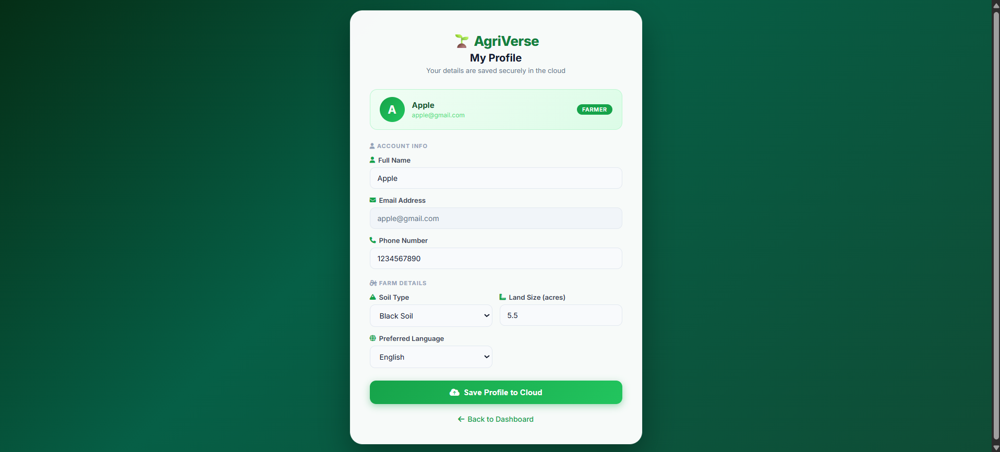 AgriVerse
My Profile
Your details are saved securely in the cloud
A
Apple
apple@gmail.com
FARMER
ACCOUNT INFO
Full Name
Apple
Email Address
apple@gmail.com
Phone Number
1234567890
FARM DETAILS
Soil Type
Land Size (acres)
Black Soil
5.5
Preferred Language
English
Save Profile to Cloud
Back to Dashboard